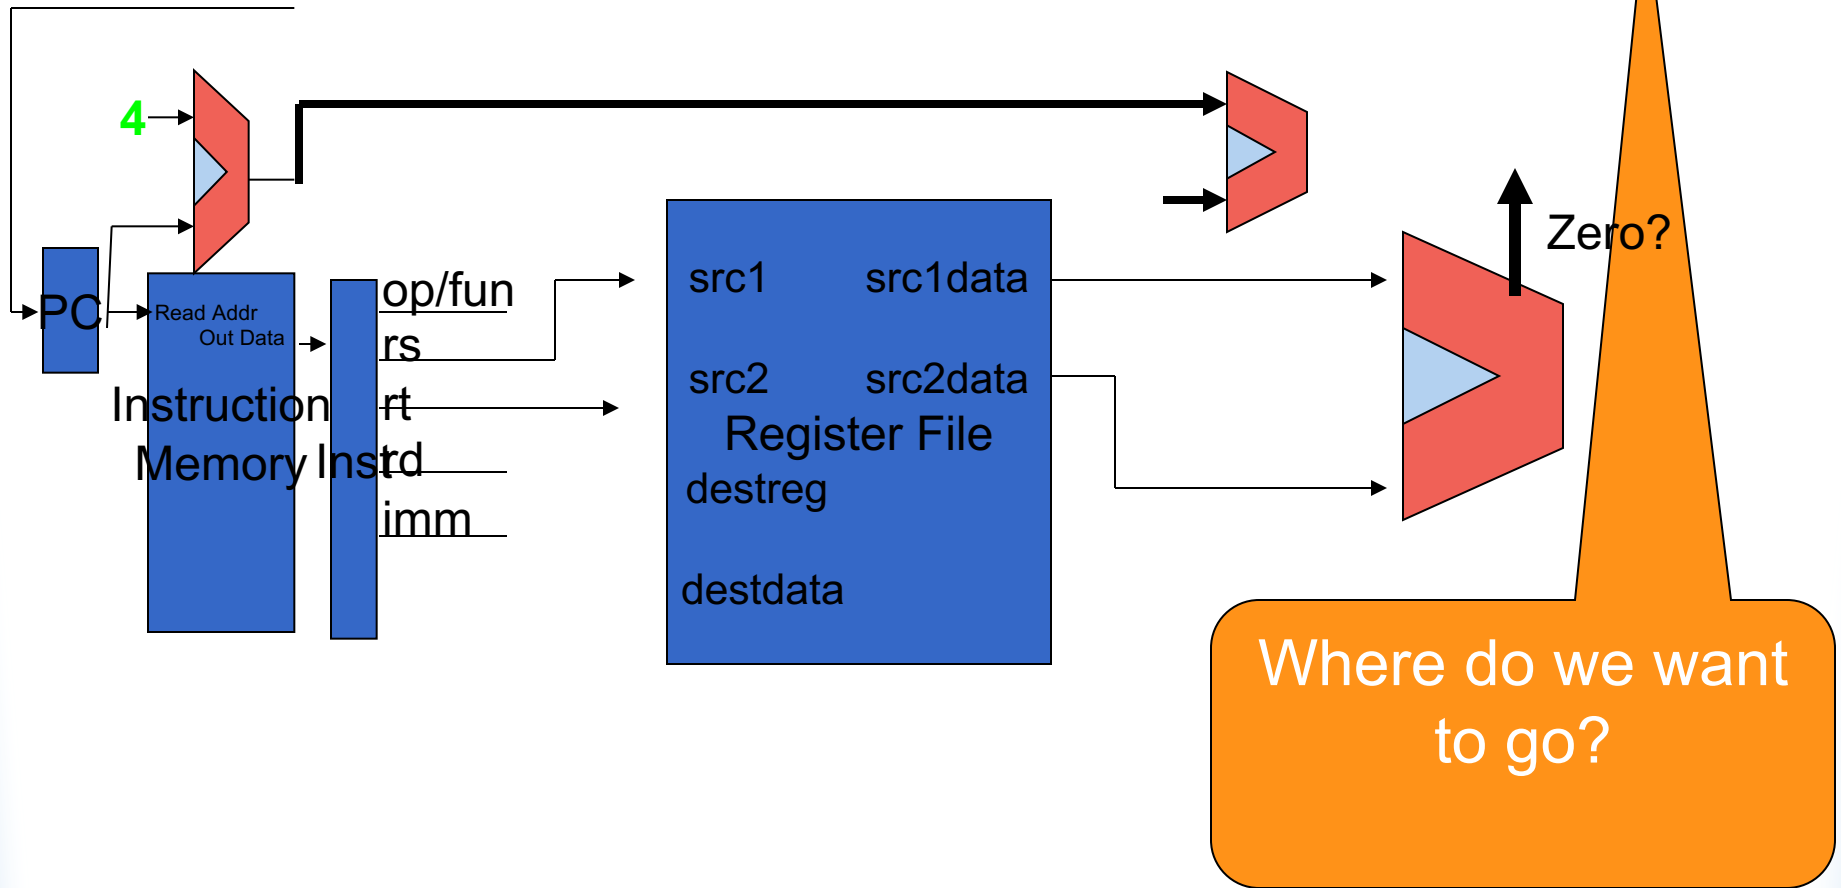 4
Zero?
PC
Read Addr
Out Data
Instruction
Memory
Instr
op/fun
rs
rt
rd
imm
src1
src1data
src2
src2data
Register File
destreg
destdata
Where do we want
to go?